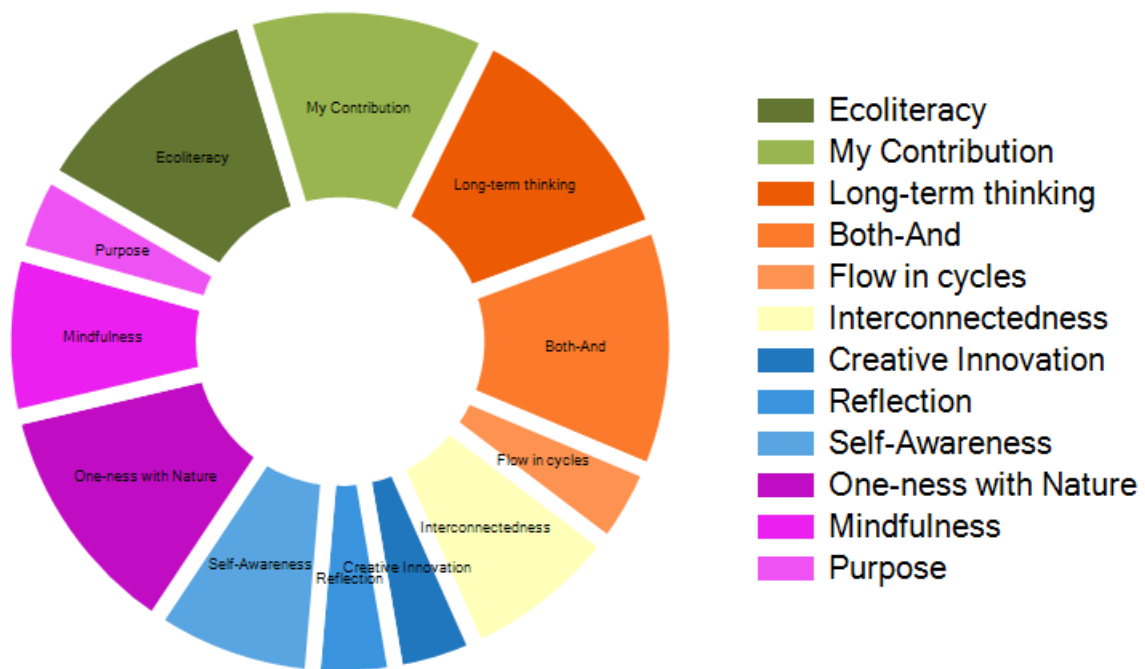 My Contribution
Ecoliteracy
Long-term thinking
Purpose
Mindfulness
Both-And
Flow in cycles
One-ness with Nature
Interconnectedness
Self-Awareness
Creative Innovation
Reflection
Ecoliteracy
My Contribution
Long-term thinking
Both-And
Flow in cycles
Interconnectedness
Creative Innovation
Reflection
Self-Awareness
One-ness with Nature
Mindfulness
Purpose